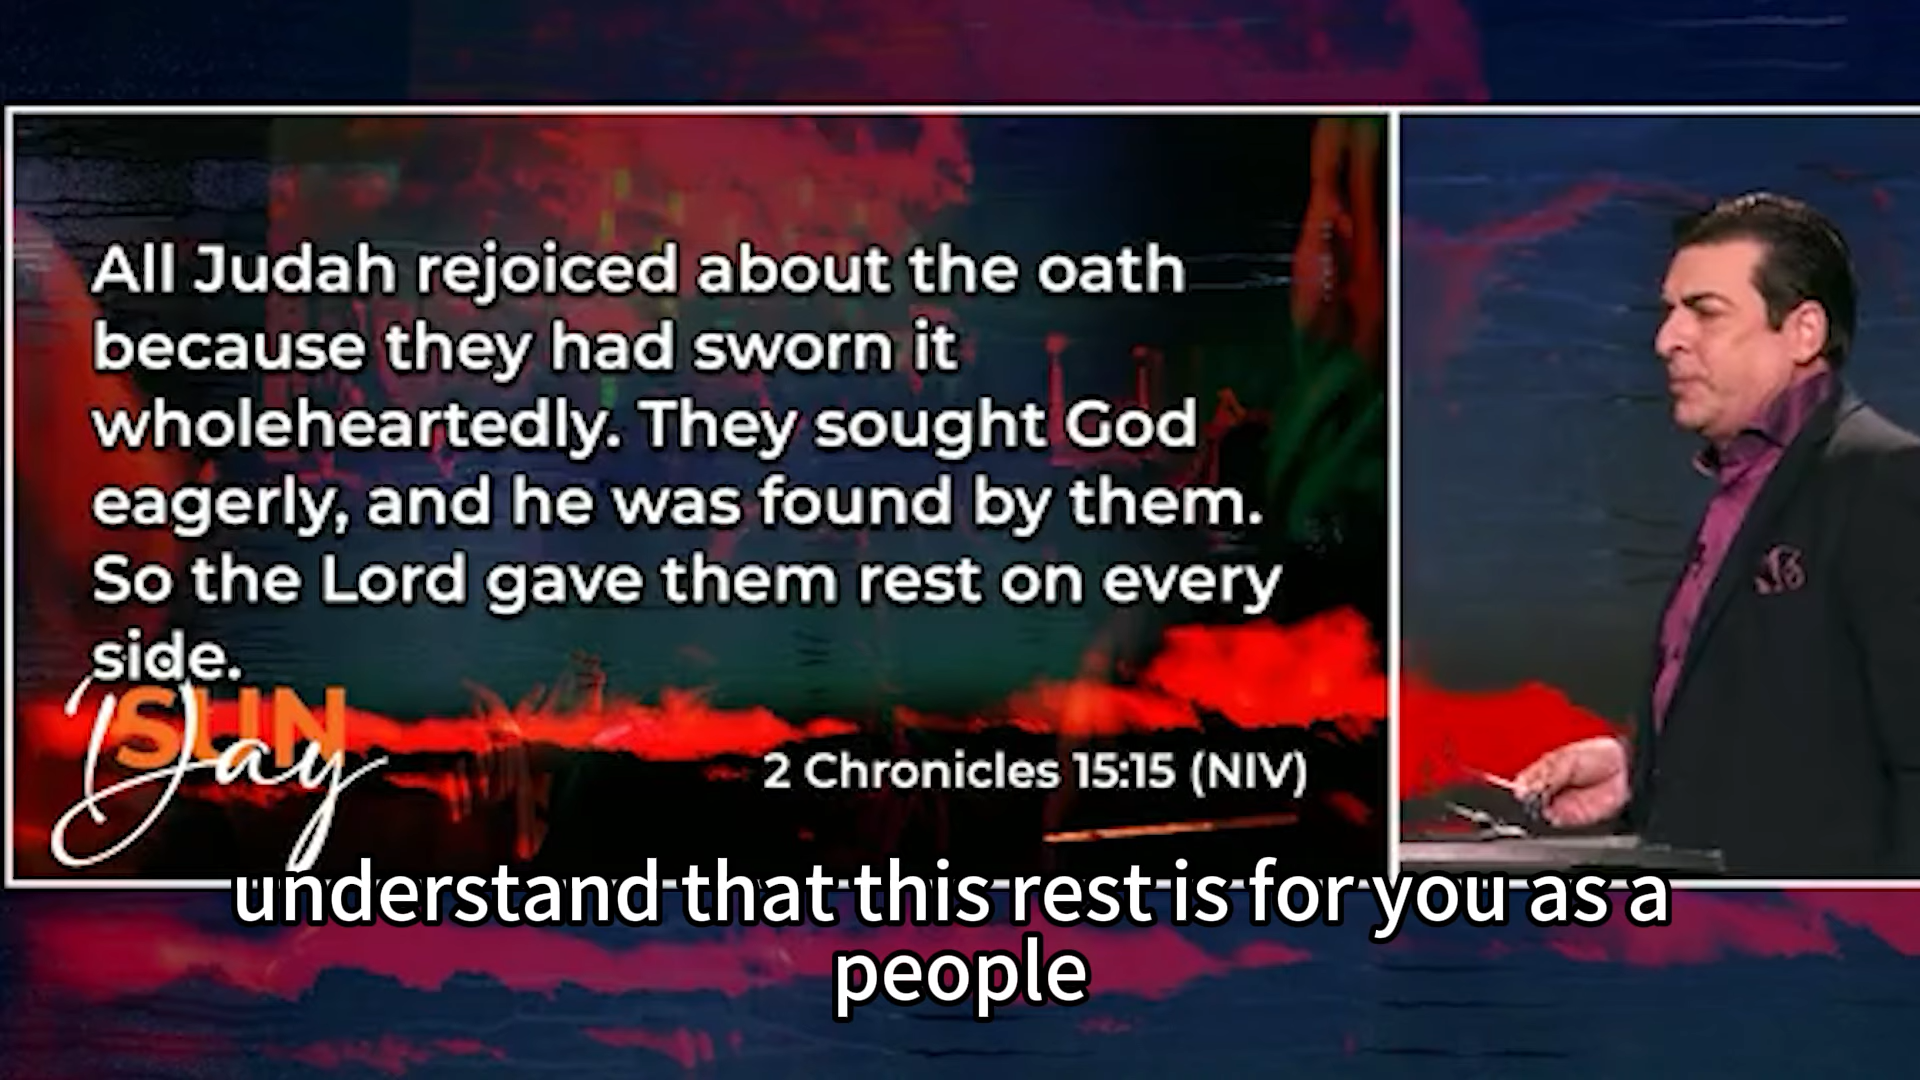 All Judah rejoiced about the oath
because they had sworn it
wholeheartedly. They sought God
eagerly, and he was found by them.
So the Lord gave them rest on every
side.
SUN
Day
2 Chronicles 15:15 (NIV)
understand that this rest is for you as a
people